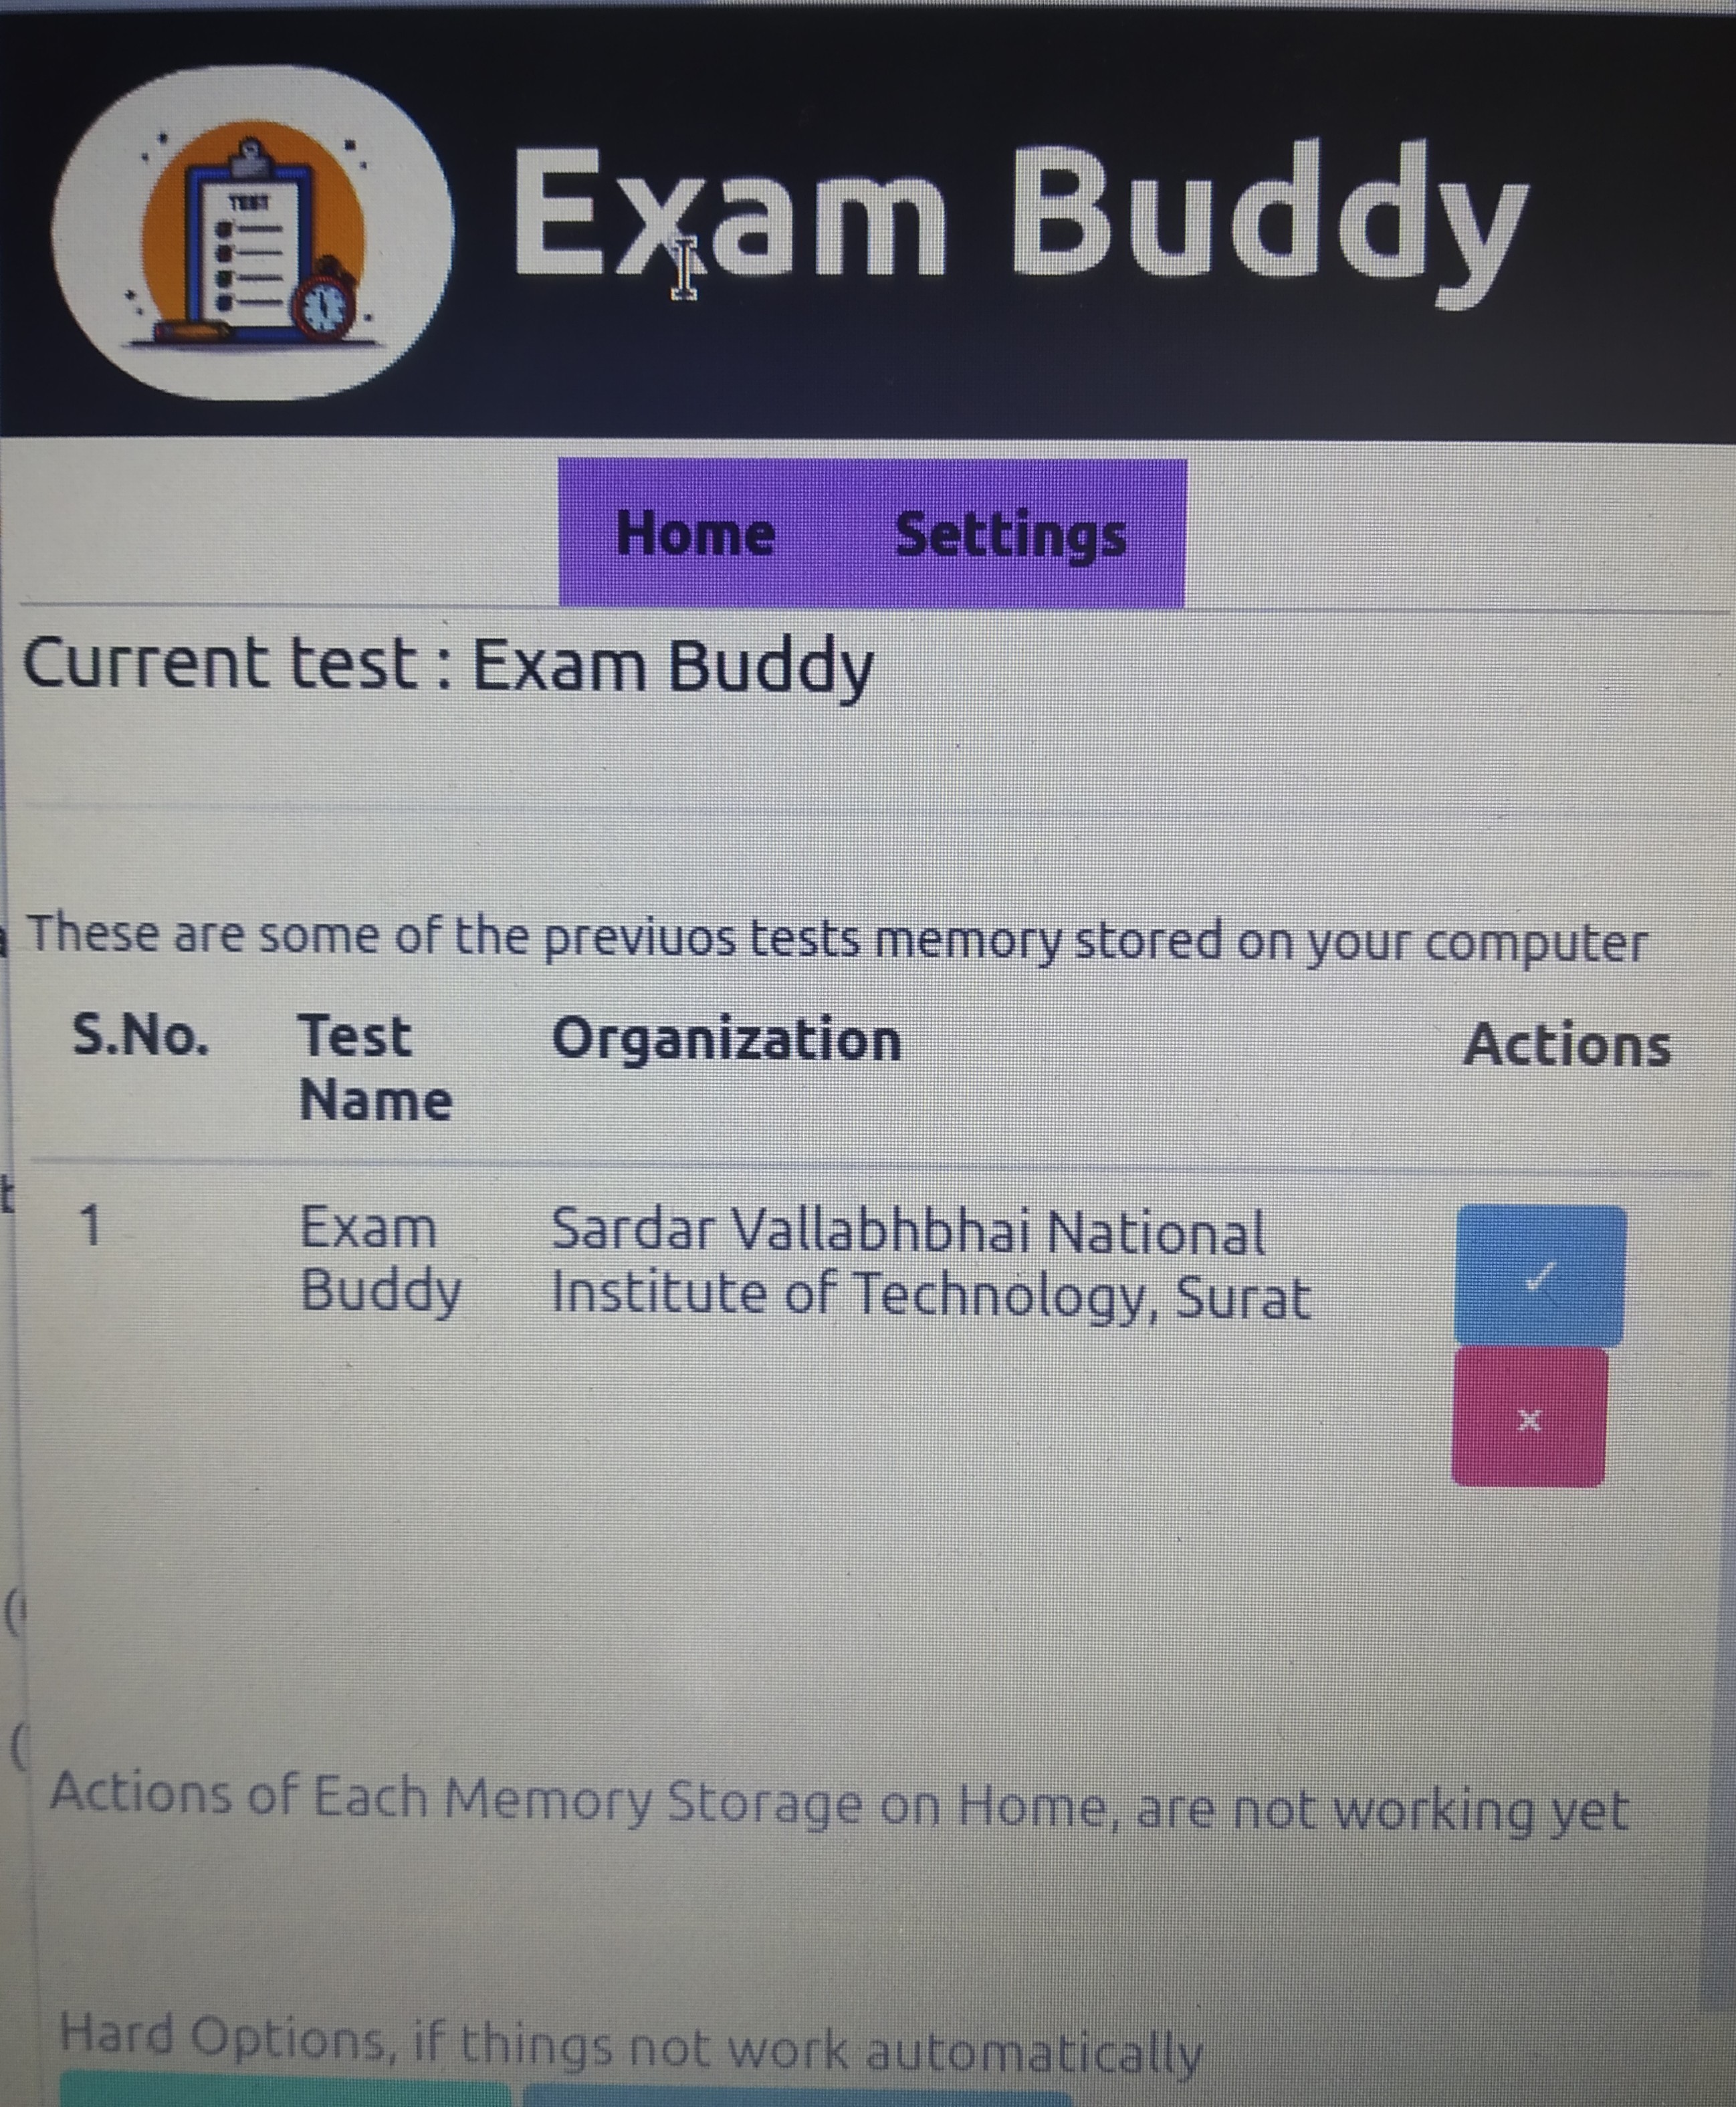 TEST
Exam Buddy
Home Settings
Current test : Exam Buddy
These are some of the previuos tests memory stored on your computer
S.No. Test Name Organization Actions
1 Exam Buddy Sardar Vallabhbhai National Institute of Technology, Surat ✓
×
Actions of Each Memory Storage on Home, are not working yet
Hard Options, if things not work automatically